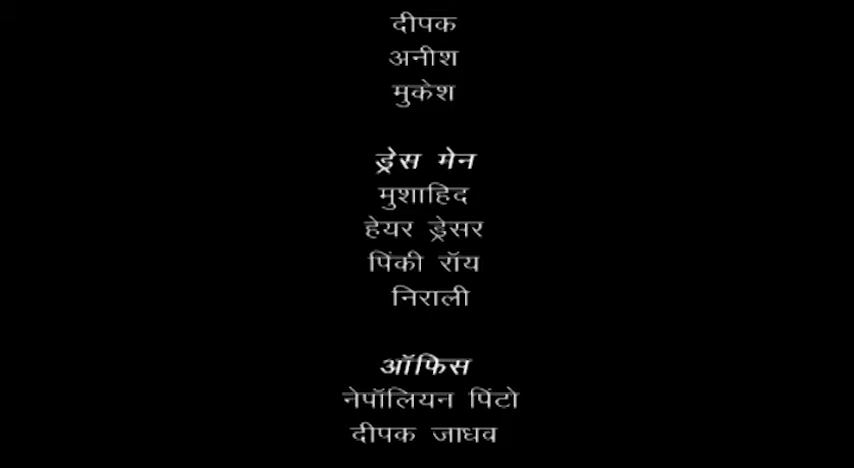 दीपक
अनीश
मुकेश
ड्रेस मेन
मुशाहिद
हेयर ड्रेसर
पिंकी रॉय
निराली
ऑफिस
नेपॉलियन पिंटो
दीपक जाधव